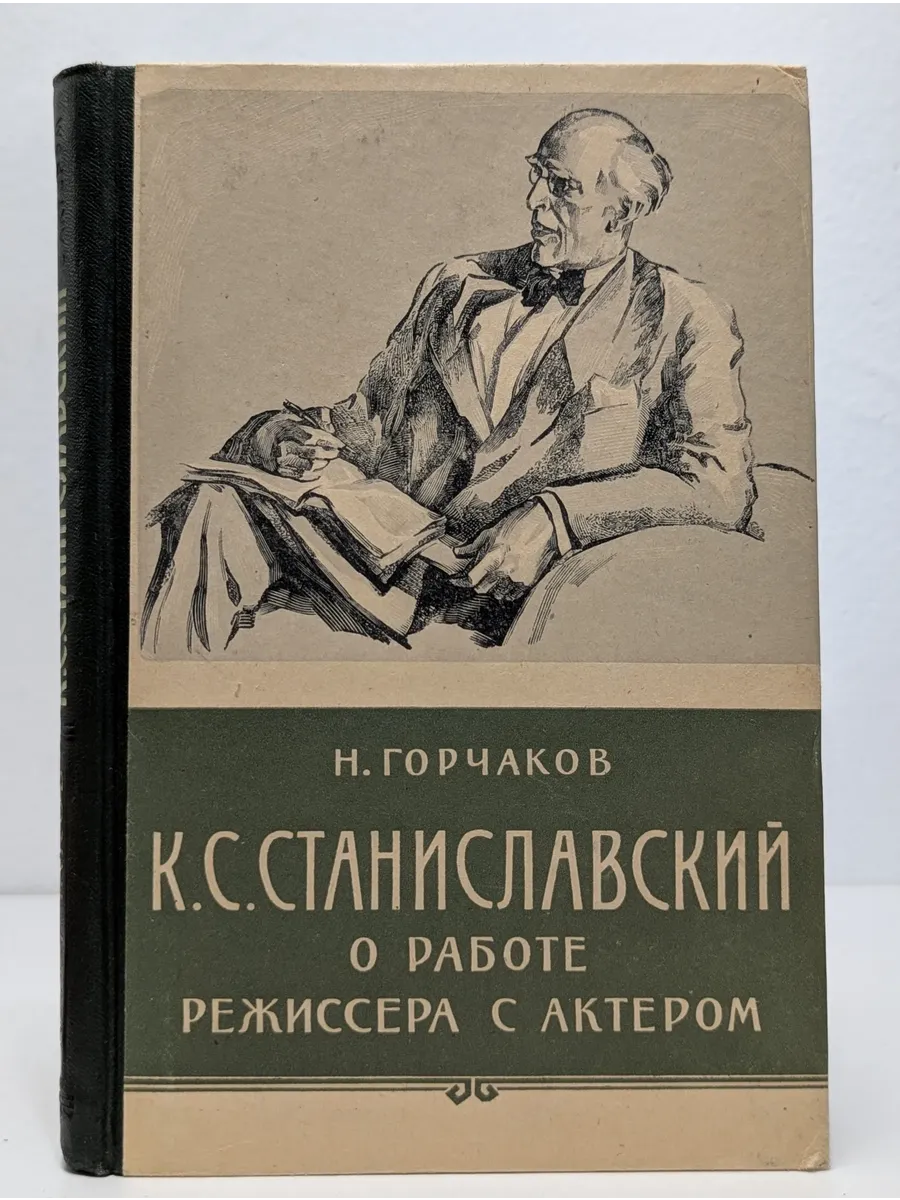 Н. ГОРЧАКОВ
К.С.СТАНИСЛАВСКИЙ
О РАБОТЕ
РЕЖИССЕРА С АКТЕРОМ